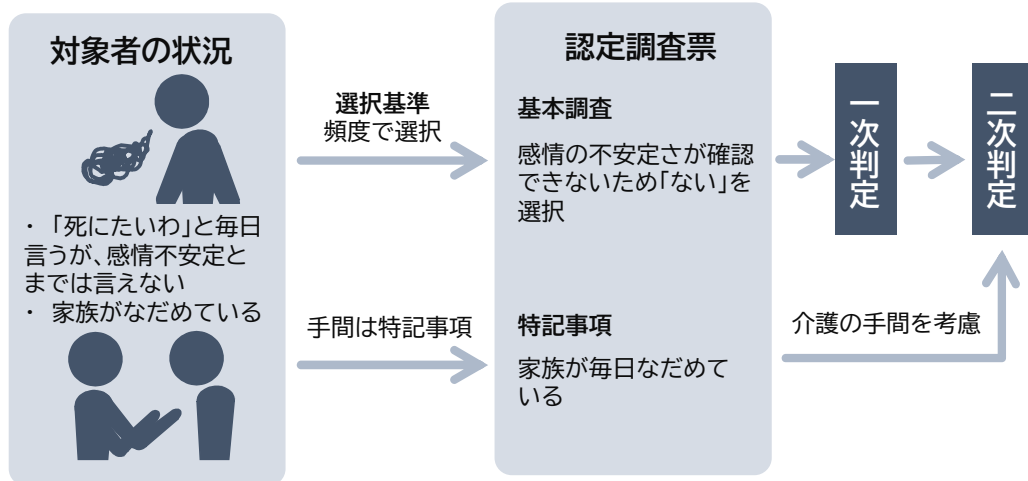 対象者の状況
・「死にたいわ」と毎日
言うが、感情不安定と
までは言えない
・ 家族がなだめている
選択基準
頻度で選択
手間は特記事項
認定調査票
基本調査
感情の不安定さが確認
できないため「ない」を
選択
特記事項
家族が毎日なだめて
いる
一次判定
二次判定
介護の手間を考慮